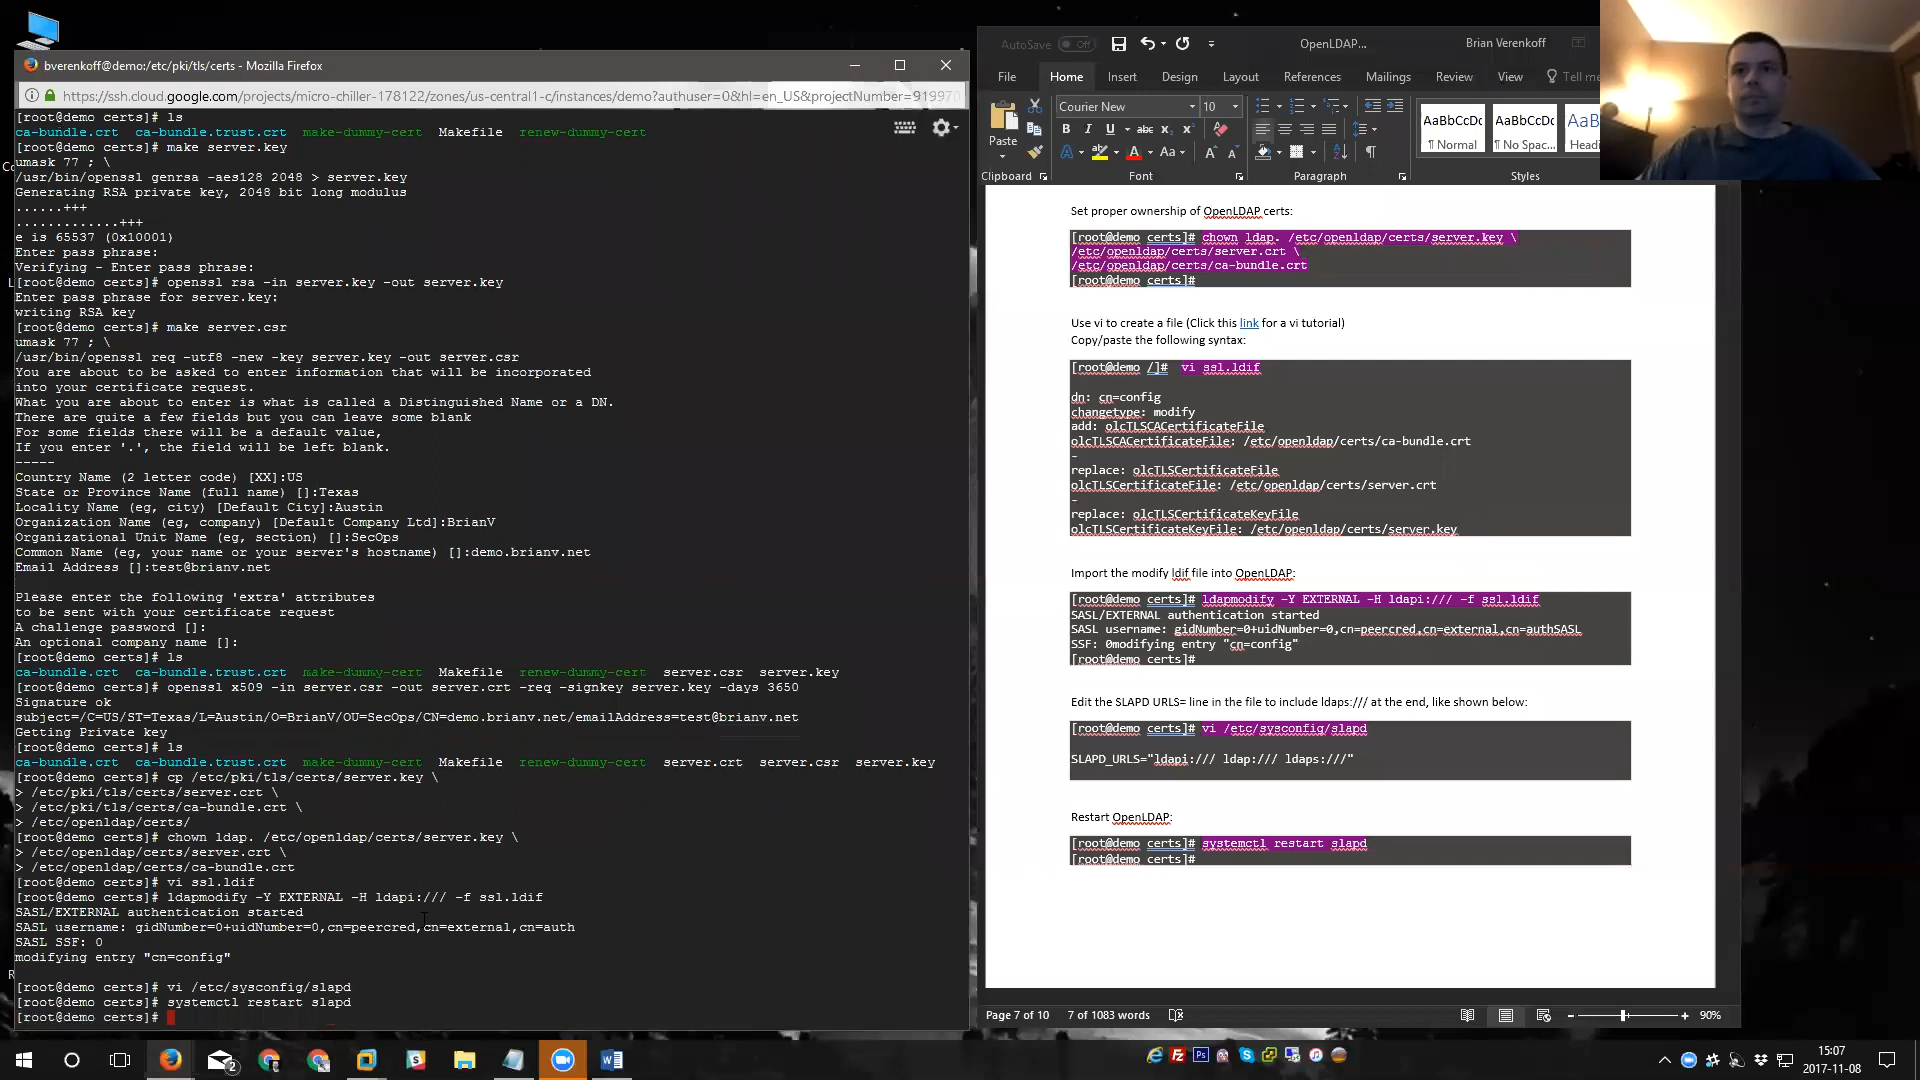 bverenkoff@demo:/etc/pki/tls/certs - Mozilla Firefox
https://ssh.cloud.google.com/projects/micro-chiller-178122/zones/us-central1-c/instances/demo?authuser=0&hl=en_US&projectNumber=919970
[root@demo certs]# ls
ca-bundle.crt  ca-bundle.trust.crt  make-dummy-cert  Makefile  renew-dummy-cert
[root@demo certs]# make server.key
umask 77 ; \
/usr/bin/openssl genrsa -aes128 2048 > server.key
Generating RSA private key, 2048 bit long modulus
......+++
.............+++
e is 65537 (0x10001)
Enter pass phrase:
Verifying - Enter pass phrase:
[root@demo certs]# openssl rsa -in server.key -out server.key
Enter pass phrase for server.key:
writing RSA key
[root@demo certs]# make server.csr
umask 77 ; \
/usr/bin/openssl req -utf8 -new -key server.key -out server.csr
You are about to be asked to enter information that will be incorporated
into your certificate request.
What you are about to enter is what is called a Distinguished Name or a DN.
There are quite a few fields but you can leave some blank
For some fields there will be a default value,
If you enter '.', the field will be left blank.
-----
Country Name (2 letter code) [XX]:US
State or Province Name (full name) []:Texas
Locality Name (eg, city) [Default City]:Austin
Organization Name (eg, company) [Default Company Ltd]:BrianV
Organizational Unit Name (eg, section) []:SecOps
Common Name (eg, your name or your server's hostname) []:demo.brianv.net
Email Address []:test@brianv.net
Please enter the following 'extra' attributes
to be sent with your certificate request
A challenge password []:
An optional company name []:
[root@demo certs]# ls
ca-bundle.crt  ca-bundle.trust.crt  make-dummy-cert  Makefile  renew-dummy-cert  server.csr  server.key
[root@demo certs]# openssl x509 -in server.csr -out server.crt -req -signkey server.key -days 3650
Signature ok
subject=/C=US/ST=Texas/L=Austin/O=BrianV/OU=SecOps/CN=demo.brianv.net/emailAddress=test@brianv.net
Getting Private key
[root@demo certs]# ls
ca-bundle.crt  ca-bundle.trust.crt  make-dummy-cert  Makefile  renew-dummy-cert  server.crt  server.csr  server.key
[root@demo certs]# cp /etc/pki/tls/certs/server.key \
> /etc/pki/tls/certs/server.crt \
> /etc/pki/tls/certs/ca-bundle.crt \
> /etc/openldap/certs/
[root@demo certs]# chown ldap. /etc/openldap/certs/server.key \
> /etc/openldap/certs/server.crt \
> /etc/openldap/certs/ca-bundle.crt
[root@demo certs]# vi ssl.ldif
[root@demo certs]# ldapmodify -Y EXTERNAL -H ldapi:/// -f ssl.ldif
SASL/EXTERNAL authentication started
SASL username: gidNumber=0+uidNumber=0,cn=peercred,cn=external,cn=auth
SASL SSF: 0
modifying entry "cn=config"
[root@demo certs]# vi /etc/sysconfig/slapd
[root@demo certs]# systemctl restart slapd
[root@demo certs]#
AutoSave Off
OpenLDAP...
Brian Verenkoff
File Home Insert Design Layout References Mailings Review View Tell me
Paste
Courier New 10
B I U abc x2 x2
AaBbCcDc AaBbCcDc AaBb
¶ Normal ¶ No Spac... Headi
Clipboard Font Paragraph Styles
Set proper ownership of OpenLDAP certs:
[root@demo certs]# chown ldap. /etc/openldap/certs/server.key \
/etc/openldap/certs/server.crt \
/etc/openldap/certs/ca-bundle.crt
[root@demo certs]#
Use vi to create a file (Click this link for a vi tutorial)
Copy/paste the following syntax:
[root@demo /]#  vi ssl.ldif
dn: cn=config
changetype: modify
add: olcTLSCACertificateFile
olcTLSCACertificateFile: /etc/openldap/certs/ca-bundle.crt
-
replace: olcTLSCertificateFile
olcTLSCertificateFile: /etc/openldap/certs/server.crt
-
replace: olcTLSCertificateKeyFile
olcTLSCertificateKeyFile: /etc/openldap/certs/server.key
Import the modify ldif file into OpenLDAP:
[root@demo certs]# ldapmodify -Y EXTERNAL -H ldapi:/// -f ssl.ldif
SASL/EXTERNAL authentication started
SASL username: gidNumber=0+uidNumber=0,cn=peercred,cn=external,cn=authSASL
SSF: 0modifying entry "cn=config"
[root@demo certs]#
Edit the SLAPD URLS= line in the file to include ldaps:/// at the end, like shown below:
[root@demo certs]# vi /etc/sysconfig/slapd
SLAPD_URLS="ldapi:/// ldap:/// ldaps:///"
Restart OpenLDAP:
[root@demo certs]# systemctl restart slapd
[root@demo certs]#
Page 7 of 10 7 of 1083 words 90%
15:07
2017-11-08